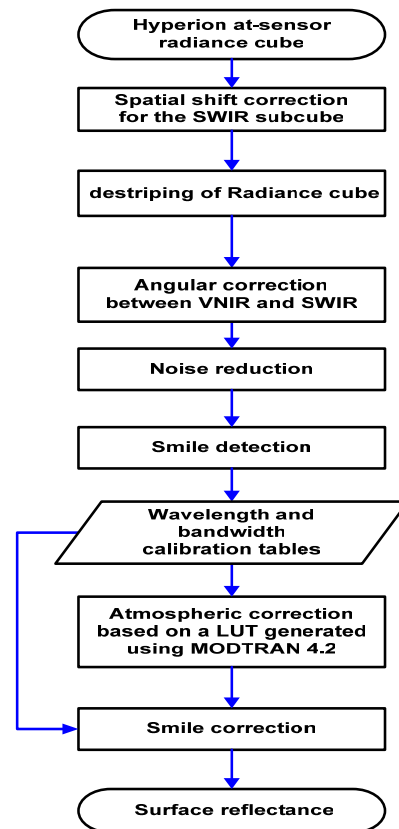 Hyperion at-sensor
radiance cube
Spatial shift correction
for the SWIR subcube
destriping of Radiance cube
Angular correction
between VNIR and SWIR
Noise reduction
Smile detection
Wavelength and
bandwidth
calibration tables
Atmospheric correction
based on a LUT generated
using MODTRAN 4.2
Smile correction
Surface reflectance